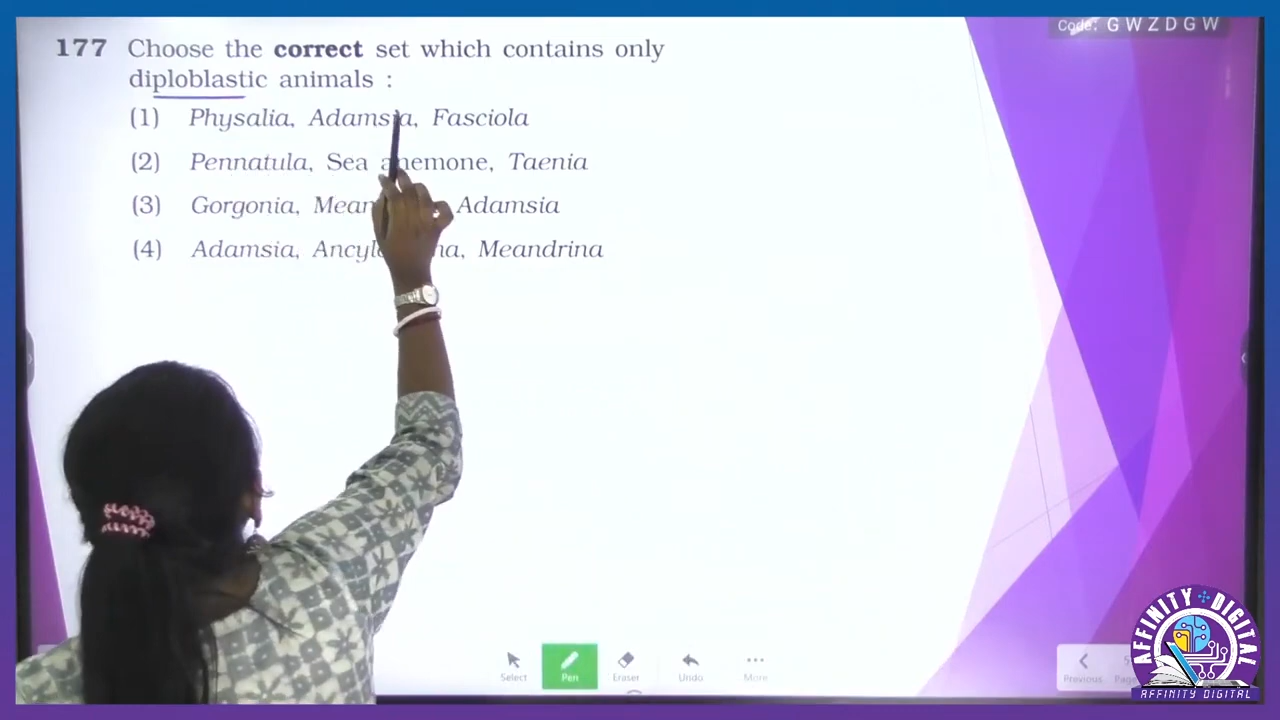 Code: G W Z D G W
177 Choose the correct set which contains only
diploblastic animals :
(1) Physalia, Adamsia, Fasciola
(2) Pennatula, Sea anemone, Taenia
(3) Gorgonia, Adamsia
(4) Adamsia, Meandrina
Select Pen Eraser Undo More
Previous
AFFINITY DIGITAL
AFFINITY DIGITAL